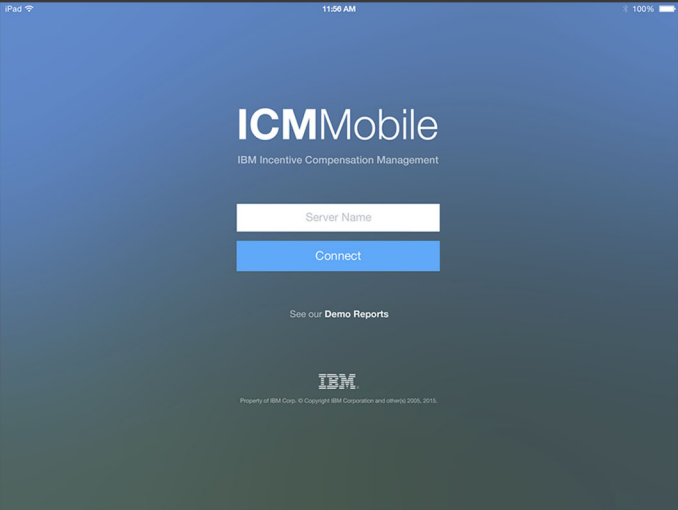 iPad 11:56 AM 100%
ICMMobile
IBM Incentive Compensation Management
Server Name
Connect
See our Demo Reports
IBM.
Property of IBM Corp. © Copyright IBM Corporation and other(s) 2005, 2015.